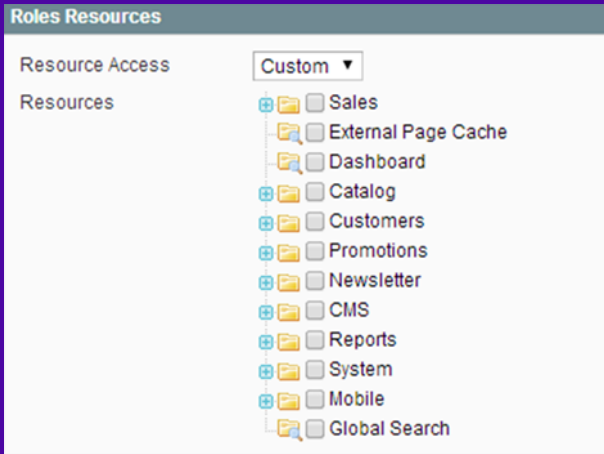 Roles Resources
Resource Access Custom
Resources Sales
External Page Cache
Dashboard
Catalog
Customers
Promotions
Newsletter
CMS
Reports
System
Mobile
Global Search